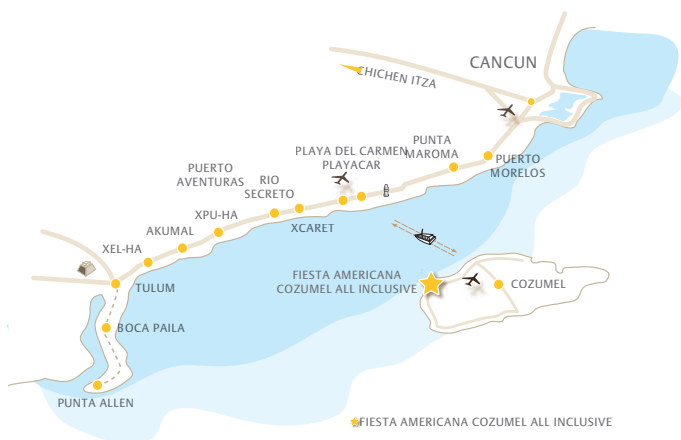 CANCUN
CHICHEN ITZA
PUNTA
MAROMA
PLAYA DEL CARMEN
PLAYACAR
PUERTO
MORELOS
PUERTO
AVENTURAS
RIO
SECRETO
XPU-HA
XCARET
AKUMAL
XEL-HA
FIESTA AMERICANA
COZUMEL ALL INCLUSIVE
COZUMEL
TULUM
BOCA PAILA
PUNTA ALLEN
FIESTA AMERICANA COZUMEL ALL INCLUSIVE